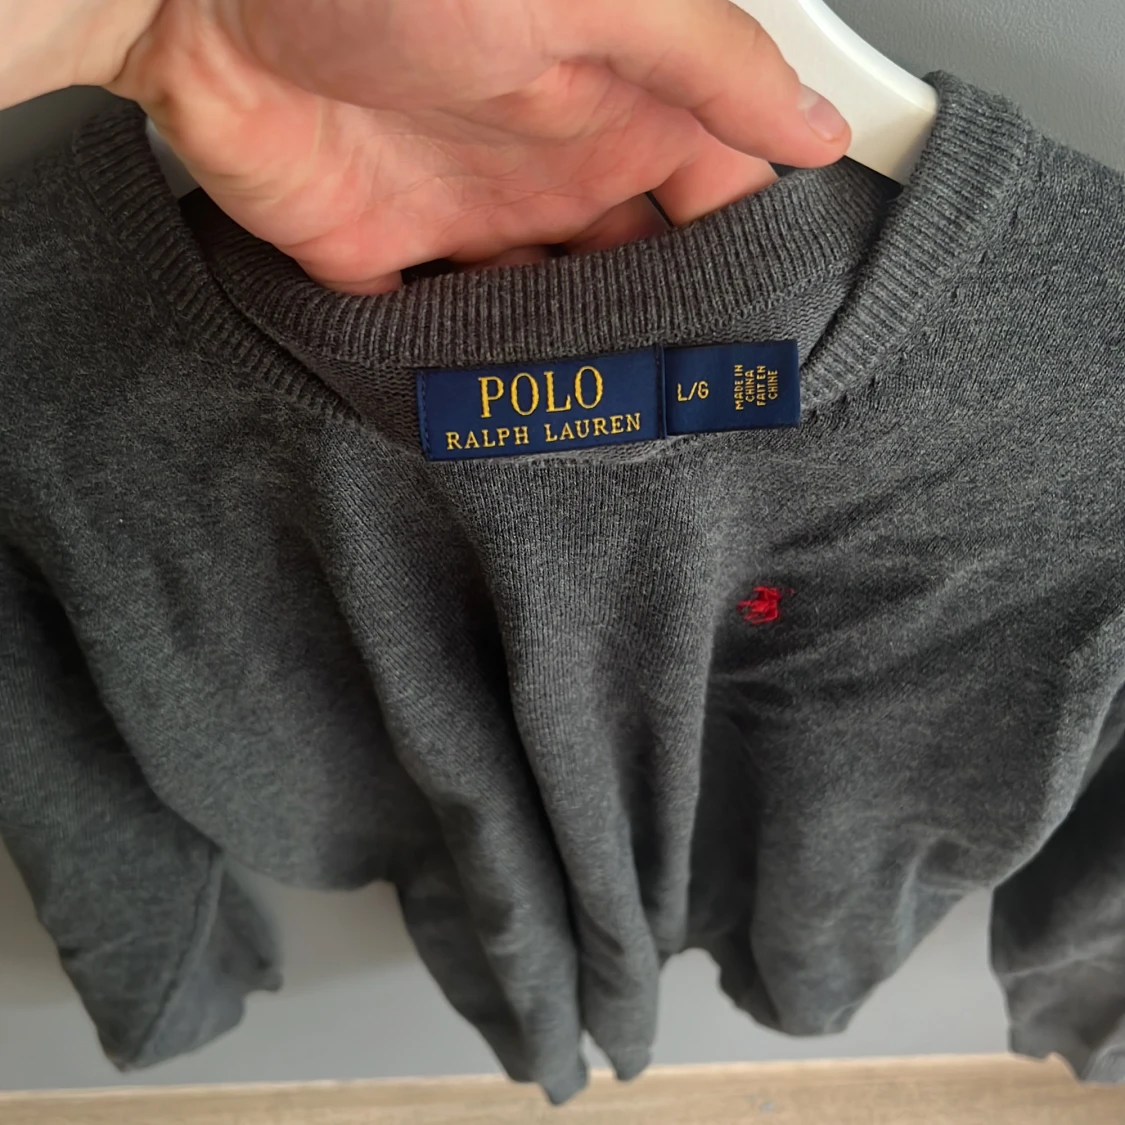 POLO
RALPH LAUREN
L/G
MADE IN
CHINA
FAIT EN
CHINE